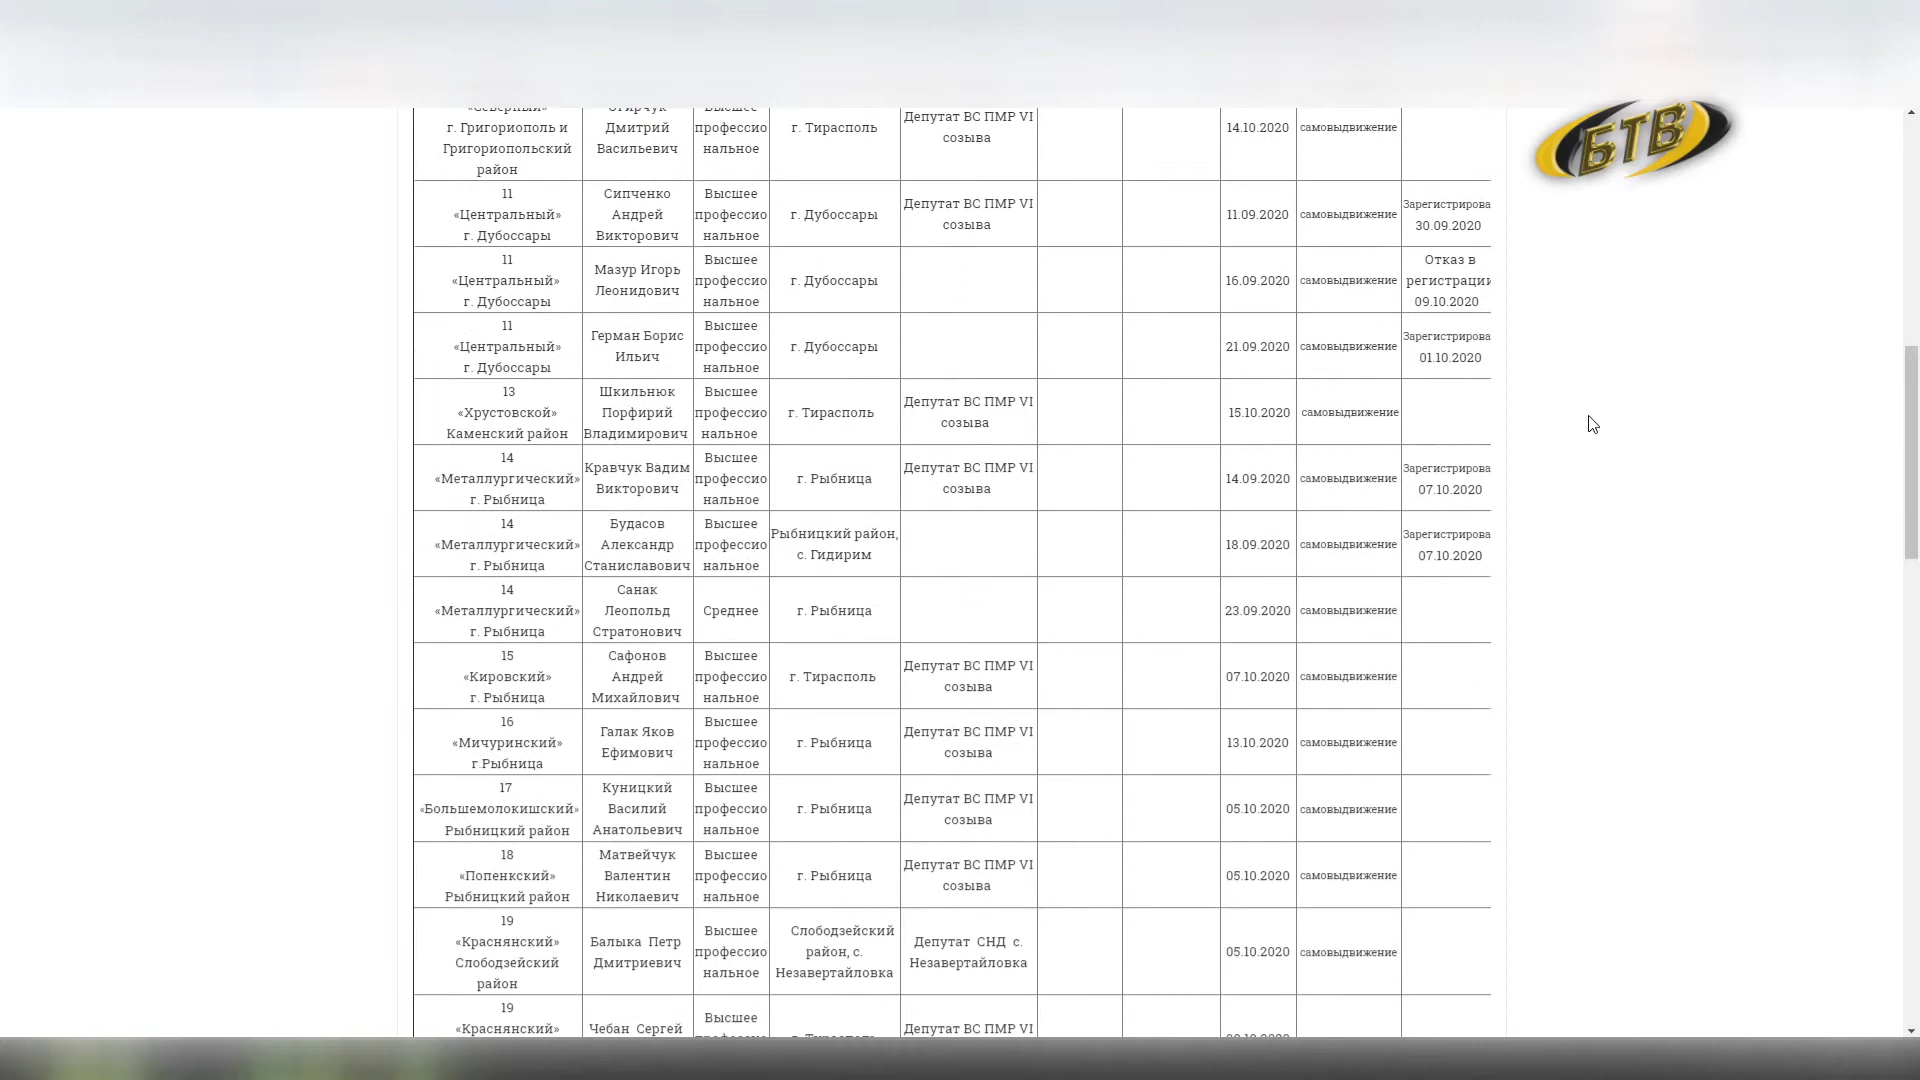 г. Григориополь и
Григориопольский
район
Дмитрий
Васильевич
профессио
нальное
г. Тирасполь
Депутат ВС ПМР VI
созыва
14.10.2020
самовыдвижение
БТВ
11
«Центральный»
г. Дубоссары
Сипченко
Андрей
Викторович
Высшее
профессио
нальное
г. Дубоссары
Депутат ВС ПМР VI
созыва
11.09.2020
самовыдвижение
Зарегистрирова
30.09.2020
11
«Центральный»
г. Дубоссары
Мазур Игорь
Леонидович
Высшее
профессио
нальное
г. Дубоссары
16.09.2020
самовыдвижение
Отказ в
регистраци
09.10.2020
11
«Центральный»
г. Дубоссары
Герман Борис
Ильич
Высшее
профессио
нальное
г. Дубоссары
21.09.2020
самовыдвижение
Зарегистрирова
01.10.2020
13
«Хрустовской»
Каменский район
Шкильнюк
Порфирий
Владимирович
Высшее
профессио
нальное
г. Тирасполь
Депутат ВС ПМР VI
созыва
15.10.2020
самовыдвижение
14
«Металлургический»
г. Рыбница
Кравчук Вадим
Викторович
Высшее
профессио
нальное
г. Рыбница
Депутат ВС ПМР VI
созыва
14.09.2020
самовыдвижение
Зарегистрирова
07.10.2020
14
«Металлургический»
г. Рыбница
Будасов
Александр
Станиславович
Высшее
профессио
нальное
Рыбницкий район,
с. Гидирим
18.09.2020
самовыдвижение
Зарегистрирова
07.10.2020
14
«Металлургический»
г. Рыбница
Санак
Леопольд
Стратонович
Среднее
г. Рыбница
23.09.2020
самовыдвижение
15
«Кировский»
г. Рыбница
Сафонов
Андрей
Михайлович
Высшее
профессио
нальное
г. Тирасполь
Депутат ВС ПМР VI
созыва
07.10.2020
самовыдвижение
16
«Мичуринский»
г.Рыбница
Галак Яков
Ефимович
Высшее
профессио
нальное
г. Рыбница
Депутат ВС ПМР VI
созыва
13.10.2020
самовыдвижение
17
«Большемолокишский»
Рыбницкий район
Куницкий
Василий
Анатольевич
Высшее
профессио
нальное
г. Рыбница
Депутат ВС ПМР VI
созыва
05.10.2020
самовыдвижение
18
«Попенкский»
Рыбницкий район
Матвейчук
Валентин
Николаевич
Высшее
профессио
нальное
г. Рыбница
Депутат ВС ПМР VI
созыва
05.10.2020
самовыдвижение
19
«Краснянский»
Слободзейский
район
Балыка Петр
Дмитриевич
Высшее
профессио
нальное
Слободзейский
район, с.
Незавертайловка
Депутат СНД с.
Незавертайловка
05.10.2020
самовыдвижение
19
«Краснянский»
Чебан Сергей
Высшее
Депутат ВС ПМР VI